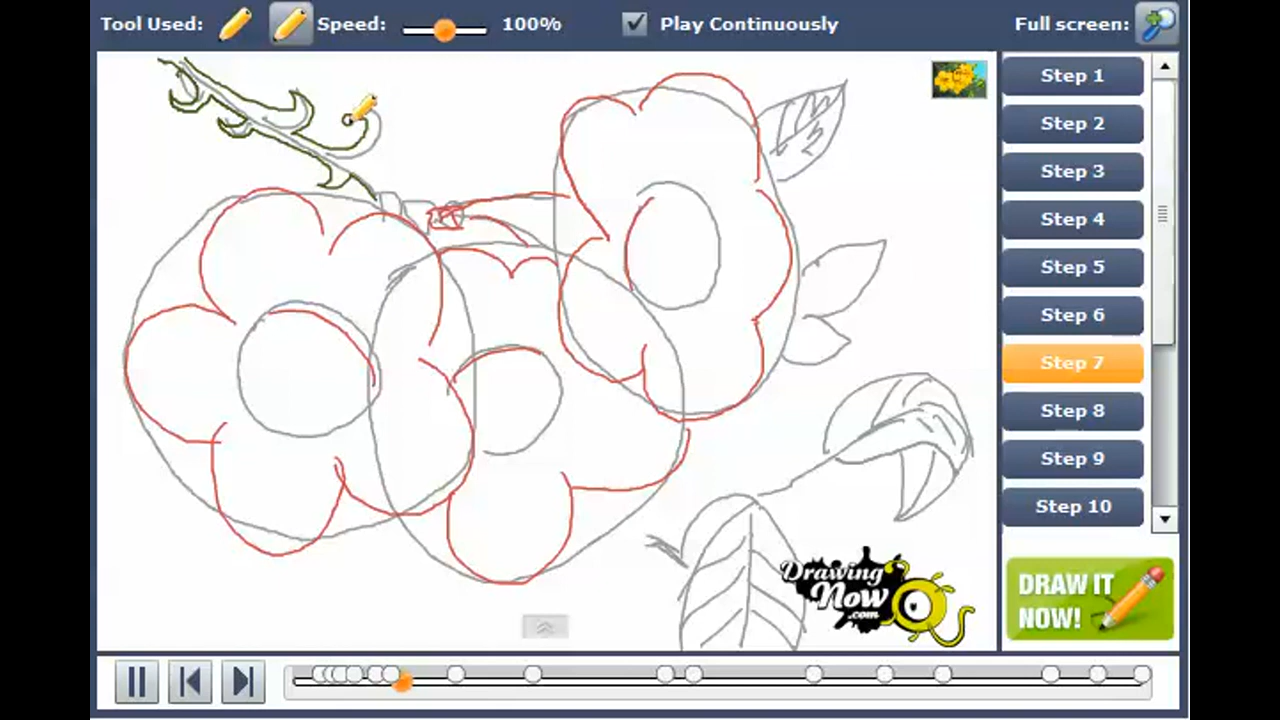 Tool Used: Speed: 100% Play Continuously Full screen:
Step 1
Step 2
Step 3
Step 4
Step 5
Step 6
Step 7
Step 8
Step 9
Step 10
Drawing
Now
.com
DRAW IT
NOW!